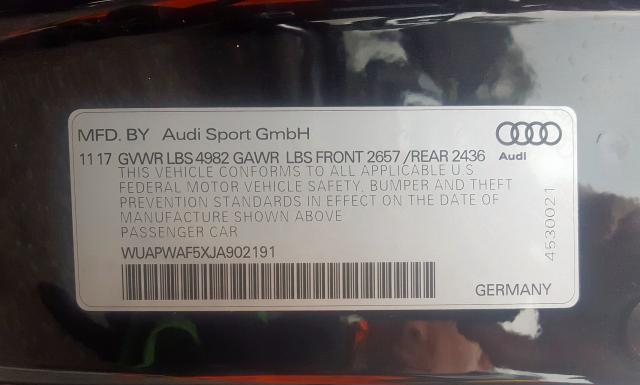 MFD. BY Audi Sport GmbH
11 17 GVWR LBS 4982 GAWR LBS FRONT 2657 /REAR 2436
Audi
THIS VEHICLE CONFORMS TO ALL APPLICABLE U.S
FEDERAL MOTOR VEHICLE SAFETY, BUMPER AND THEFT
PREVENTION STANDARDS IN EFFECT ON THE DATE OF
MANUFACTURE SHOWN ABOVE
PASSENGER CAR
WUAPWAF5XJA902191
GERMANY
4530021